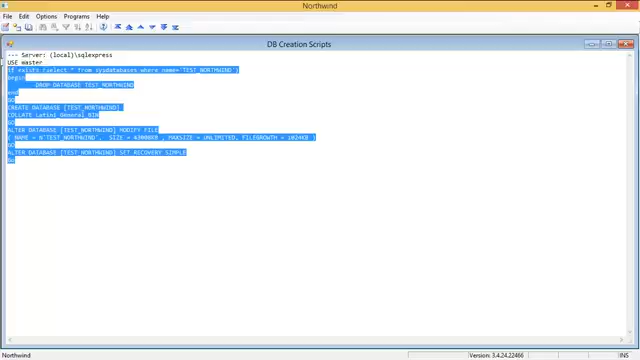 Northwind
File Edit Options Programs Help
DB Creation Scripts
--- Server: (local)\sqlexpress
USE master
if exists (select * from sysdatabases where name='TEST_NORTHWIND')
begin
DROP DATABASE TEST_NORTHWIND
end
GO
CREATE DATABASE [TEST_NORTHWIND]
COLLATE Latin1_General_BIN
GO
ALTER DATABASE [TEST_NORTHWIND] MODIFY FILE
( NAME = N'TEST_NORTHWIND', SIZE = , MAXSIZE = UNLIMITED, FILEGROWTH = 1024KB )
GO
ALTER DATABASE [TEST_NORTHWIND] SET RECOVERY SIMPLE
Go
Northwind Version: 3.4.24.22466 INS